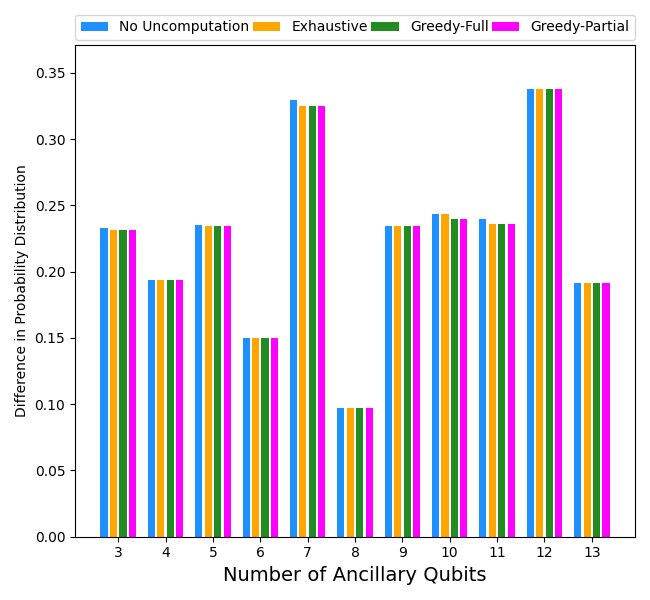 No Uncomputation Exhaustive Greedy-Full Greedy-Partial
0.35
0.30
0.25
0.20
0.15
0.10
0.05
0.00
Difference in Probability Distribution
3 4 5 6 7 8 9 10 11 12 13
Number of Ancillary Qubits